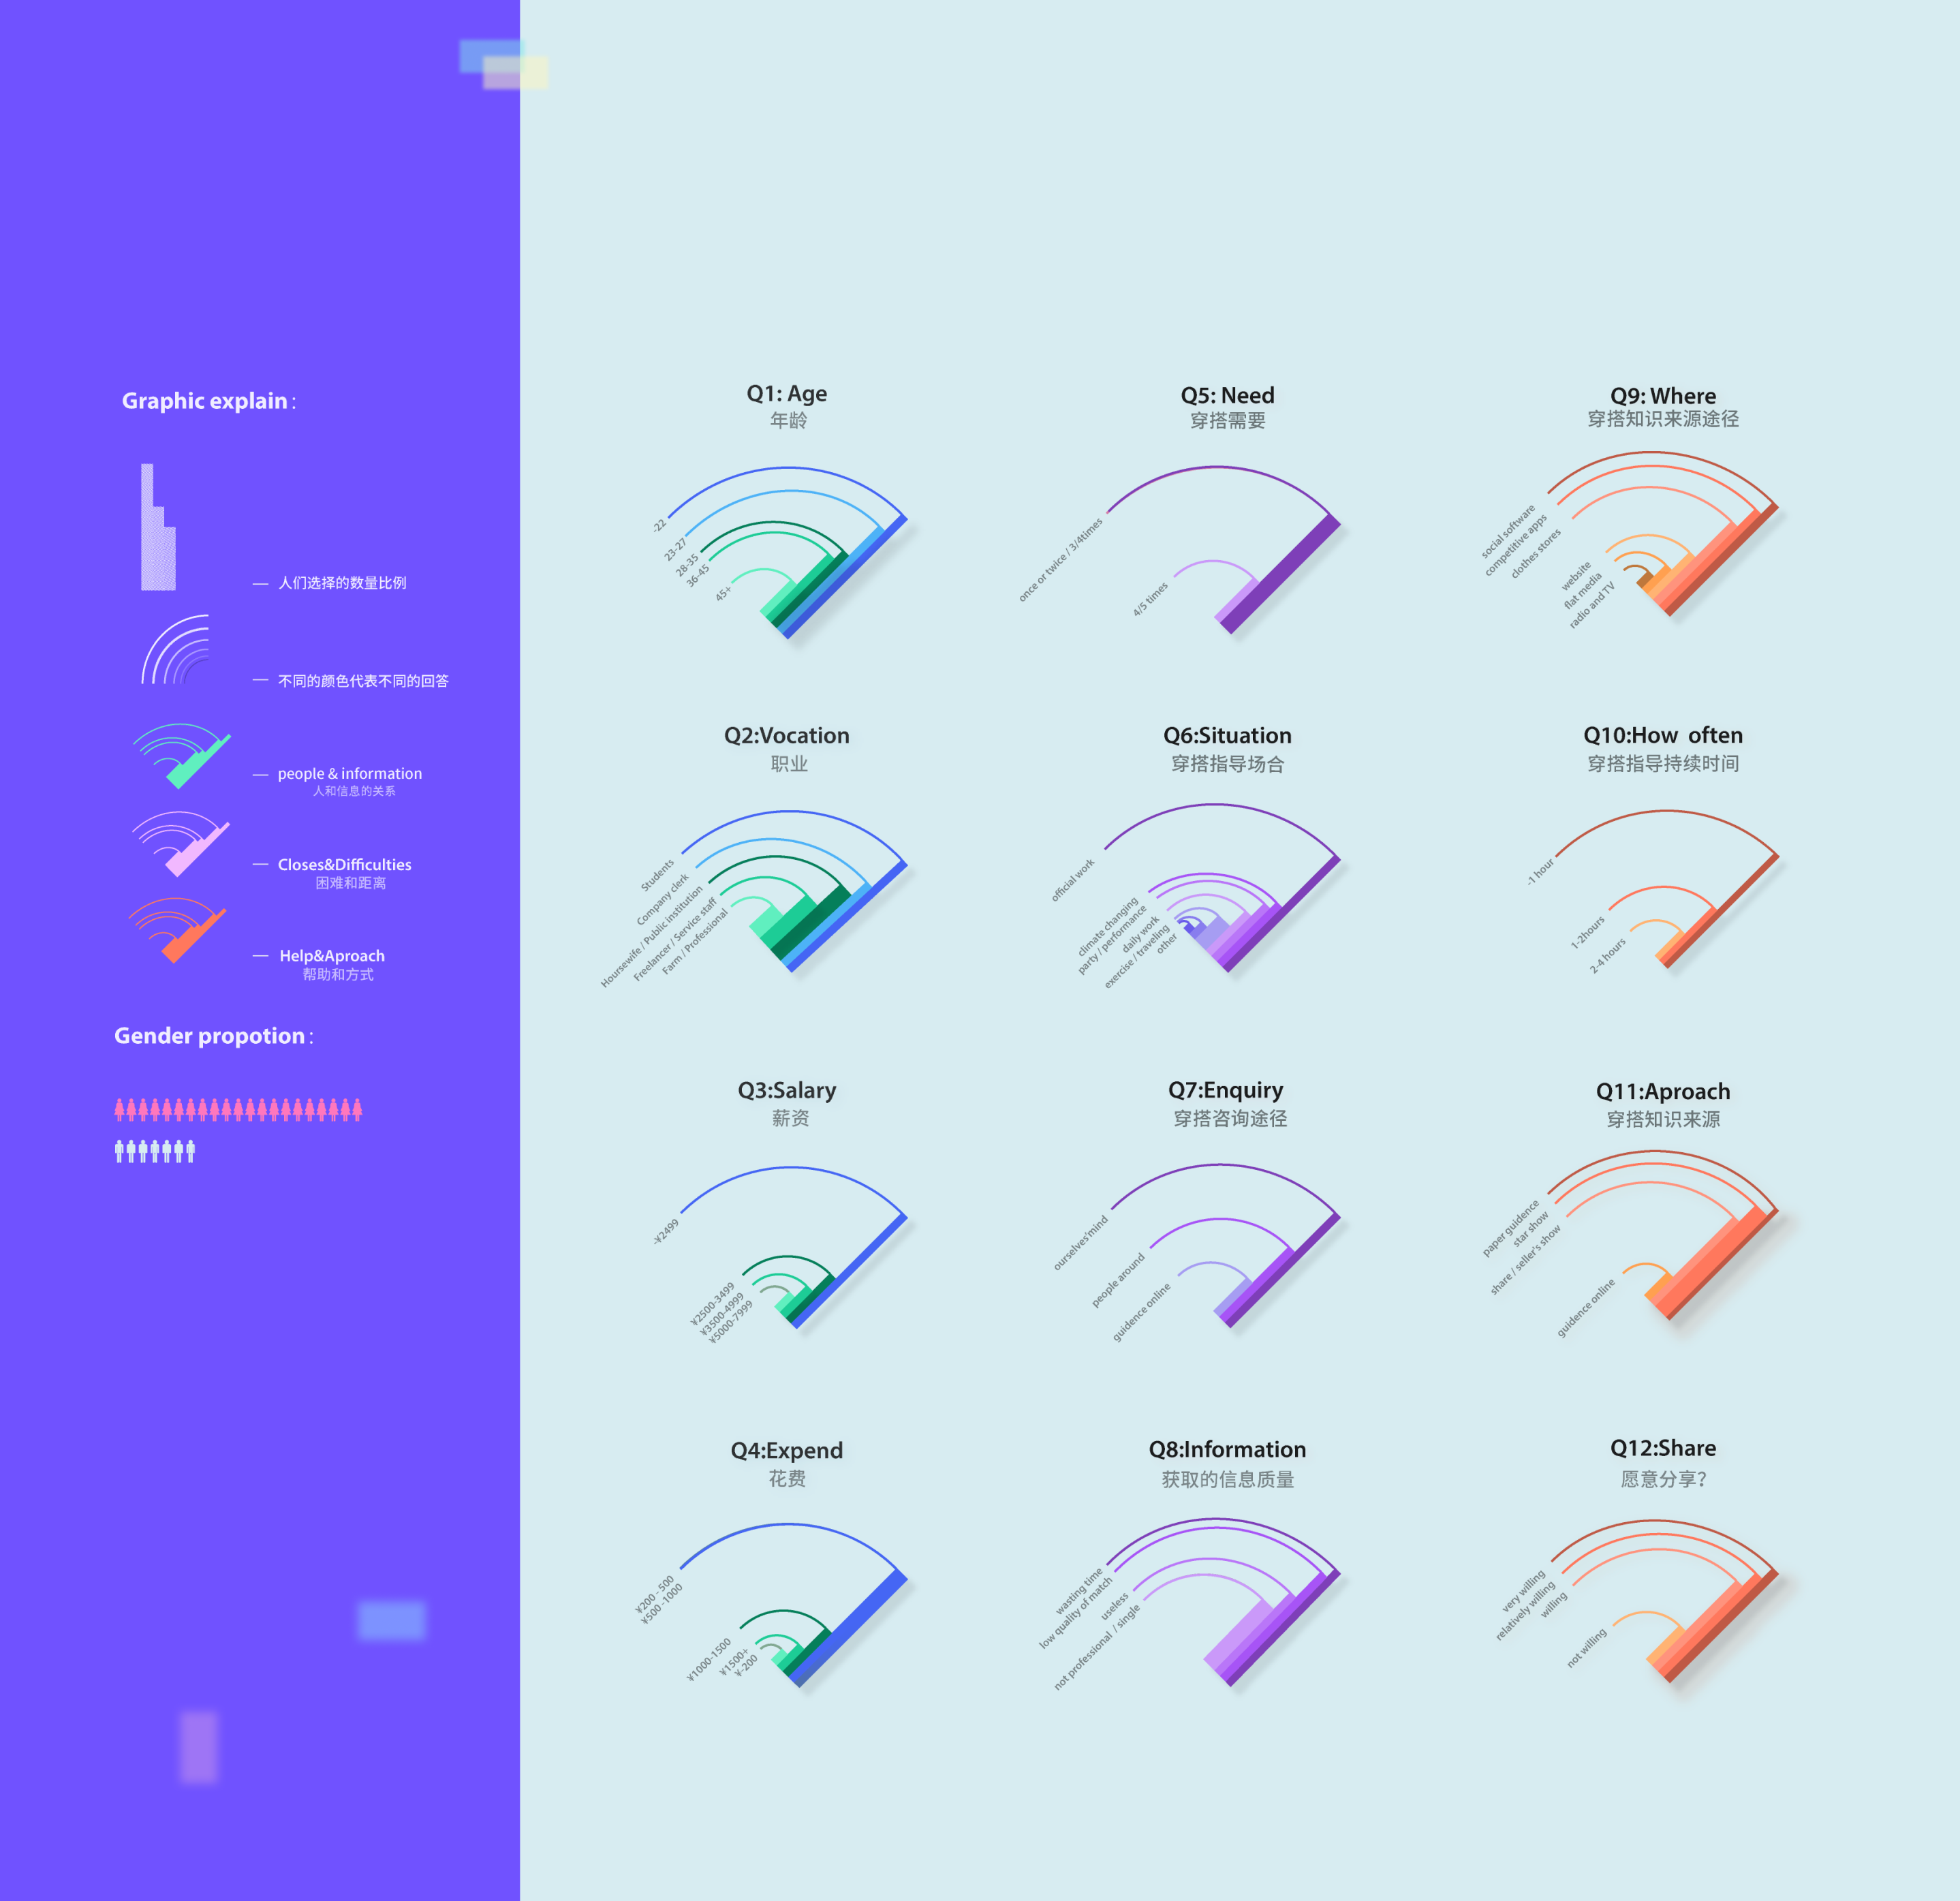 Graphic explain :
人们选择的数量比例
不同的颜色代表不同的回答
people & information
人和信息的关系
Closes&Difficulties
困难和距离
Help&Aproach
帮助和方式
Gender propotion :
Q1: Age
年龄
-22
23-27
28-35
36-45
45+
Q2:Vocation
职业
Students
Company clerk
Hoursewife / Public institution
Freelancer / Service staff
Farm / Professional
Q3:Salary
薪资
-¥2499
¥2500-3499
¥3500-4999
¥5000-7999
Q4:Expend
花费
¥200 - 500
¥500 -1000
¥1000-1500
¥1500+
¥-200
Q5: Need
穿搭需要
once or twice / 3/4times
4/5 times
Q6:Situation
穿搭指导场合
official work
climate changing
party / performance
daily work
exercise / traveling
other
Q7:Enquiry
穿搭咨询途径
ourselves'mind
people around
guidence online
Q8:Information
获取的信息质量
wasting time
low quality of match
useless
not professional / single
Q9: Where
穿搭知识来源途径
social software
competitive apps
clothes stores
website
flat media
radio and TV
Q10:How often
穿搭指导持续时间
-1 hour
1-2hours
2-4 hours
Q11:Aproach
穿搭知识来源
paper guidence
star show
share / seller's show
guidence online
Q12:Share
愿意分享?
very willing
relatively willing
willing
not willing